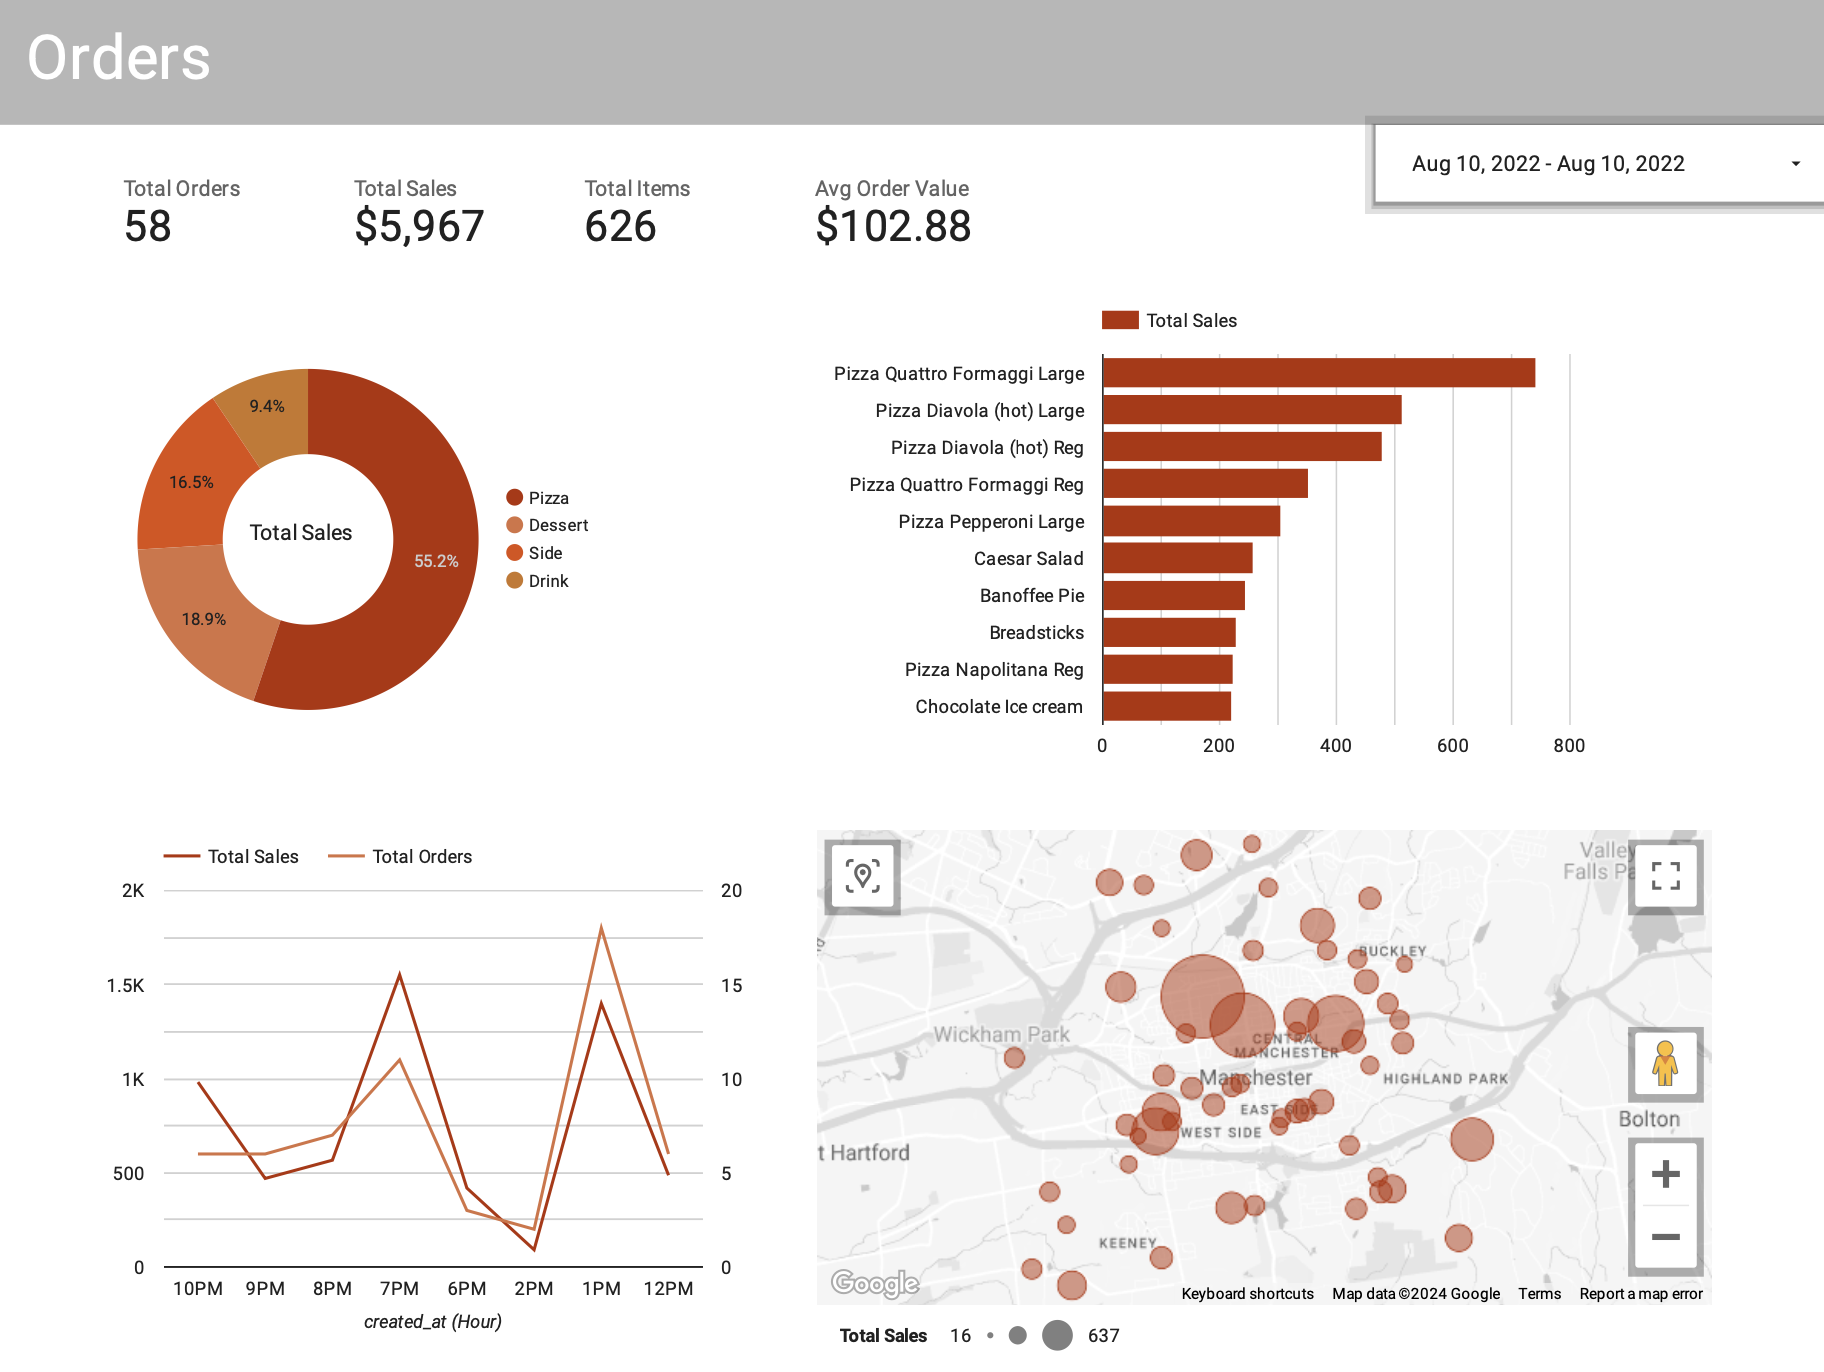 Orders
Aug 10, 2022 - Aug 10, 2022
Total Orders
58
Total Sales
$5,967
Total Items
626
Avg Order Value
$102.88
9.4%
16.5%
55.2%
18.9%
Total Sales
Pizza
Dessert
Side
Drink
Total Sales
Pizza Quattro Formaggi Large
Pizza Diavola (hot) Large
Pizza Diavola (hot) Reg
Pizza Quattro Formaggi Reg
Pizza Pepperoni Large
Caesar Salad
Banoffee Pie
Breadsticks
Pizza Napolitana Reg
Chocolate Ice cream
0 200 400 600 800
Total Sales Total Orders
2K 20
1.5K 15
1K 10
500 5
0 0
10PM 9PM 8PM 7PM 6PM 2PM 1PM 12PM
created_at (Hour)
Valley
Falls Pa
BUCKLEY
Wickham Park
CENTRAL
MANCHESTER
Manchester
HIGHLAND PARK
EAST SIDE
Bolton
WEST SIDE
t Hartford
KEENEY
Google
Keyboard shortcuts Map data ©2024 Google Terms Report a map error
Total Sales 16 637